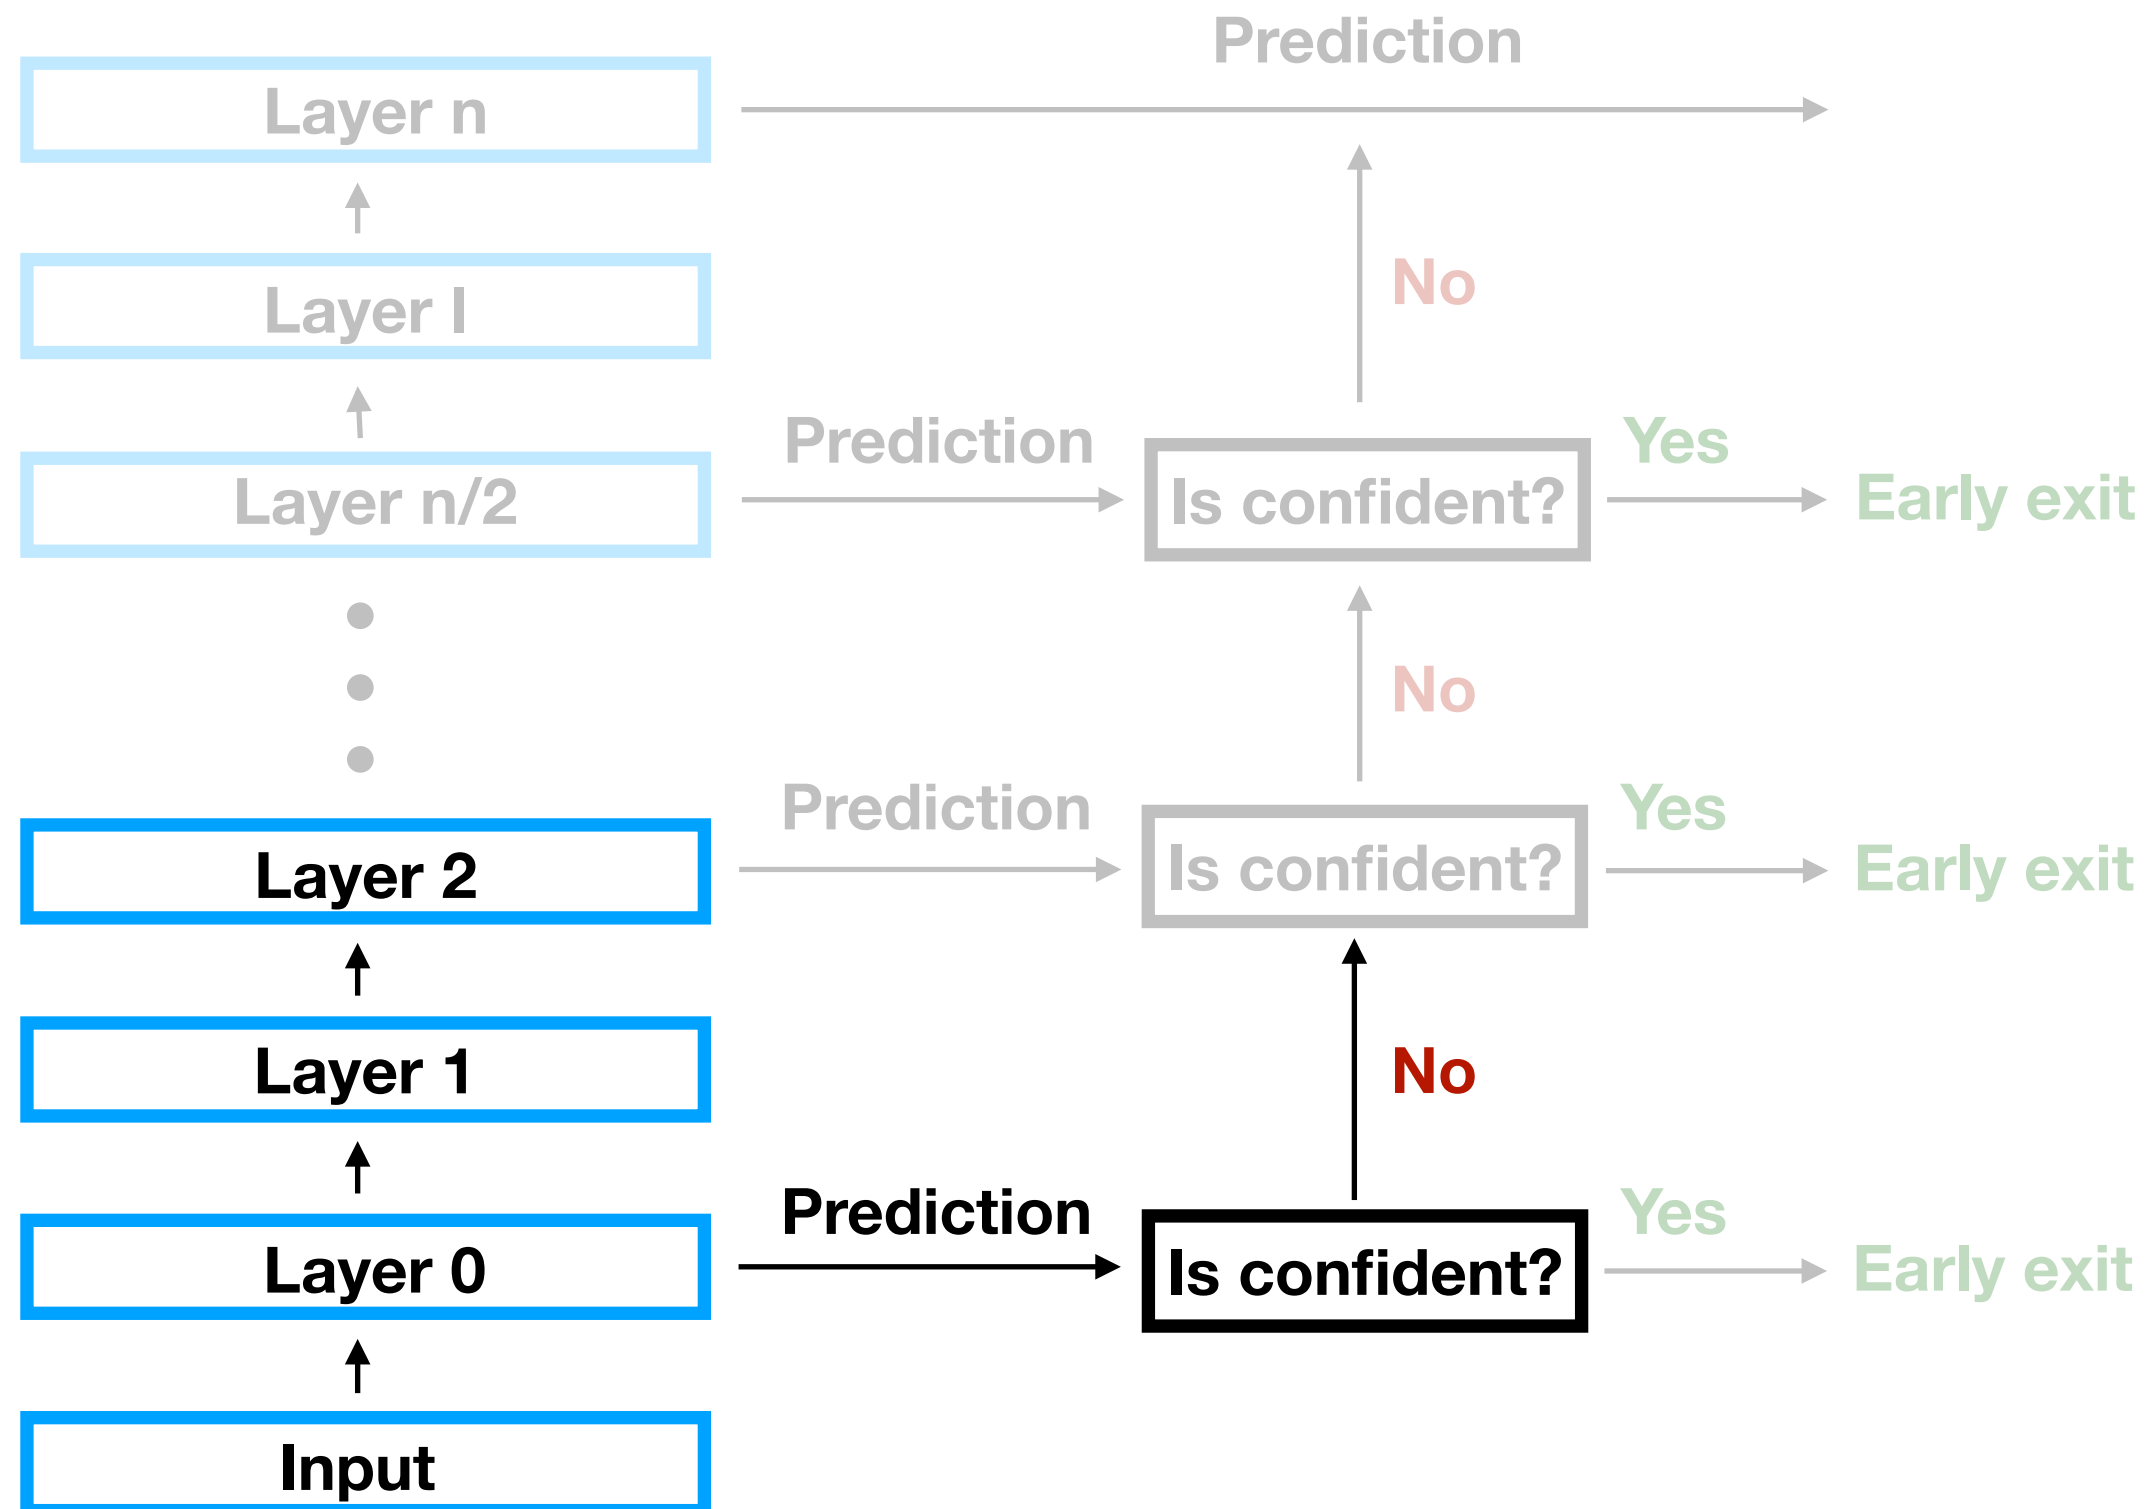 Prediction
Layer n
No
Layer l
Prediction
Yes
Layer n/2
Is confident?
Early exit
No
Prediction
Yes
Layer 2
Is confident?
Early exit
No
Layer 1
Prediction
Yes
Layer 0
Is confident?
Early exit
Input